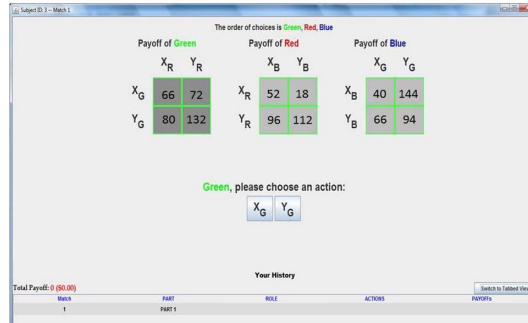 Subject ID: 3 -- Match 1
The order of choices is Green, Red, Blue
Payoff of Green Payoff of Red Payoff of Blue
X_R Y_R X_B Y_B X_G Y_G
X_G 66 72 X_R 52 18 X_B 40 144
Y_G 80 132 Y_R 96 112 Y_B 66 94
Green, please choose an action:
X_G Y_G
Your History
Total Payoff: 0 ($0.00) Switch to Tabbed View
Match PART ROLE ACTIONS PAYOFFs
1 PART 1